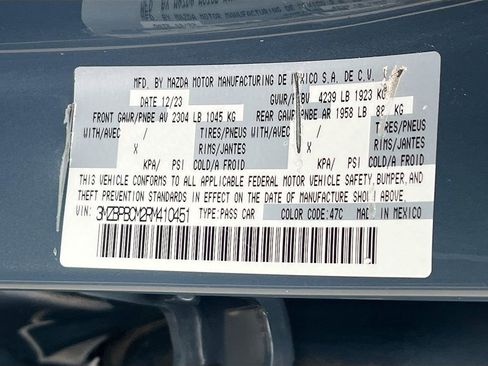 MFD. BY MAZDA MOTOR MANUFACTURING DE MEXICO S.A. DE C.V.
DATE 12/23 GVWR/PNBV 4239 LB 1923 KG
FRONT GAWR/PNBE AV 2304 LB 1045 KG REAR GAWR/PNBE AR 1958 LB KG
WITH/AVEC / TIRES/PNEUS WITH/AVEC / TIRES/PNEUS
X RIMS/JANTES X RIMS/JANTES
KPA/ PSI COLD/A FROID KPA/ PSI COLD/A FROID
THIS VEHICLE CONFORMS TO ALL APPLICABLE FEDERAL MOTOR VEHICLE SAFETY, BUMPER, AND
THEFT PREVENTION STANDARDS IN EFFECT ON THE DATE OF MANUFACTURE SHOWN ABOVE.
VIN: 3MZBPBCM2RM410451 TYPE:PASS CAR COLOR CODE:47C MADE IN MEXICO